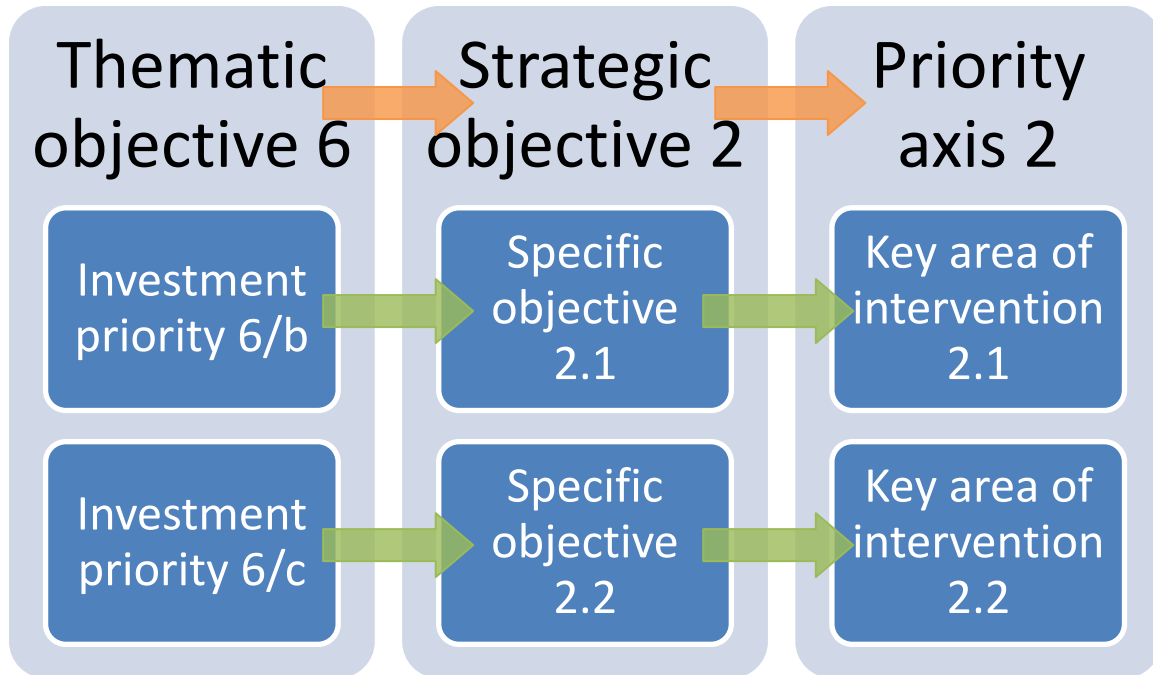 Thematic
objective 6
Investment
priority 6/b
Investment
priority 6/c
Strategic
objective 2
Specific
objective
2.1
Specific
objective
2.2
Priority
axis 2
Key area of
intervention
2.1
Key area of
intervention
2.2